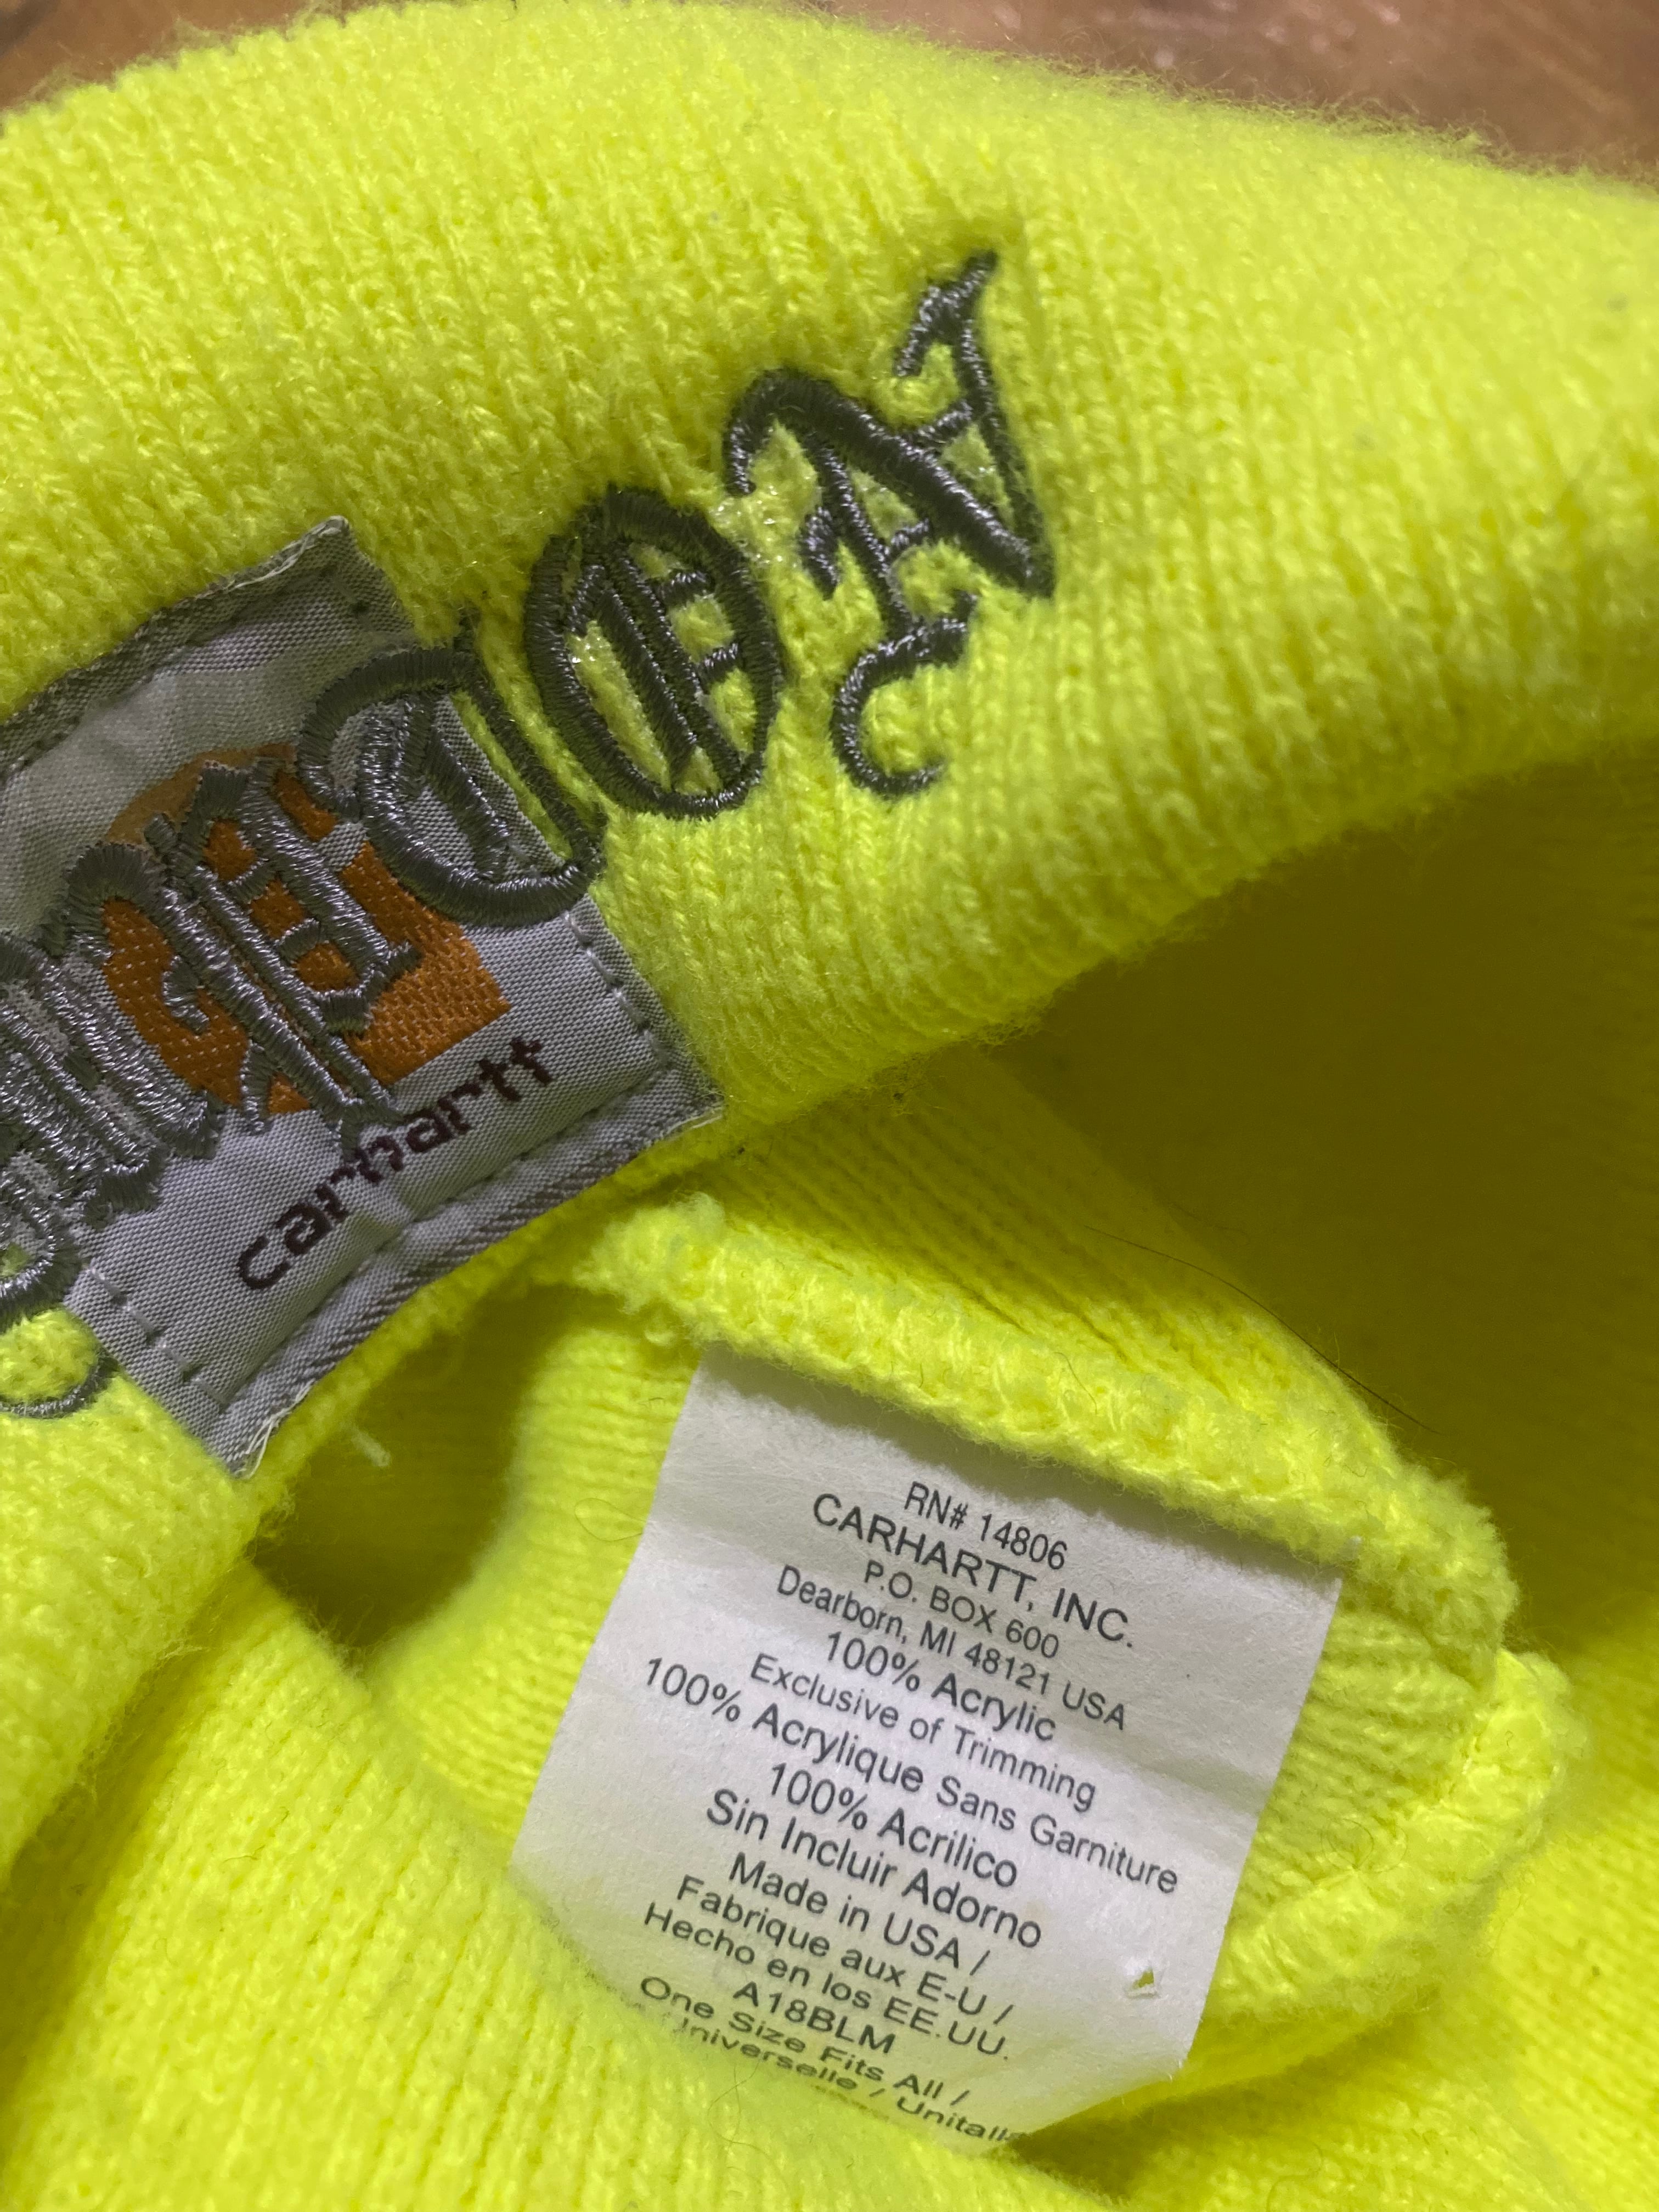 carhartt
RN# 14806
CARHARTT, INC.
P.O. BOX 600
Dearborn, MI 48121 USA
100% Acrylic
Exclusive of Trimming
100% Acrylique Sans Garniture
100% Acrilico
Sin Incluir Adorno
Made in USA /
Fabrique aux E-U /
Hecho en los EE.UU.
A18BLM
One Size Fits All /
Universelle / Unitalla